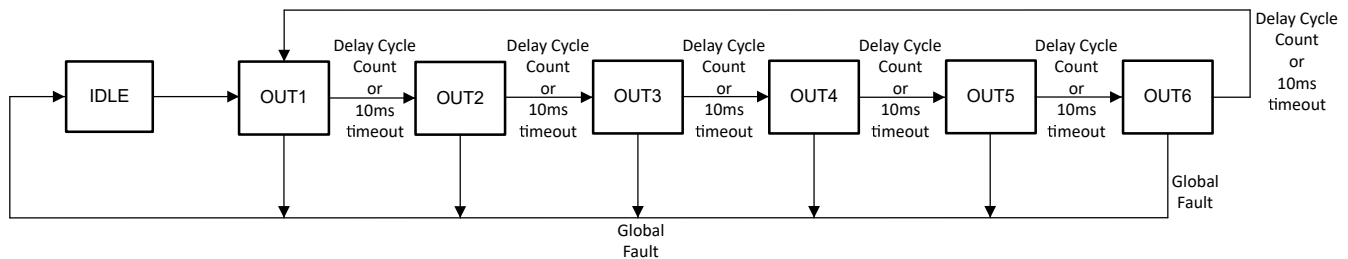 IDLE
OUT1
Delay Cycle
Count
or
10ms
timeout
OUT2
Delay Cycle
Count
or
10ms
timeout
OUT3
Delay Cycle
Count
or
10ms
timeout
OUT4
Delay Cycle
Count
or
10ms
timeout
OUT5
Delay Cycle
Count
or
10ms
timeout
OUT6
Delay Cycle
Count
or
10ms
timeout
Global
Fault
Global
Fault